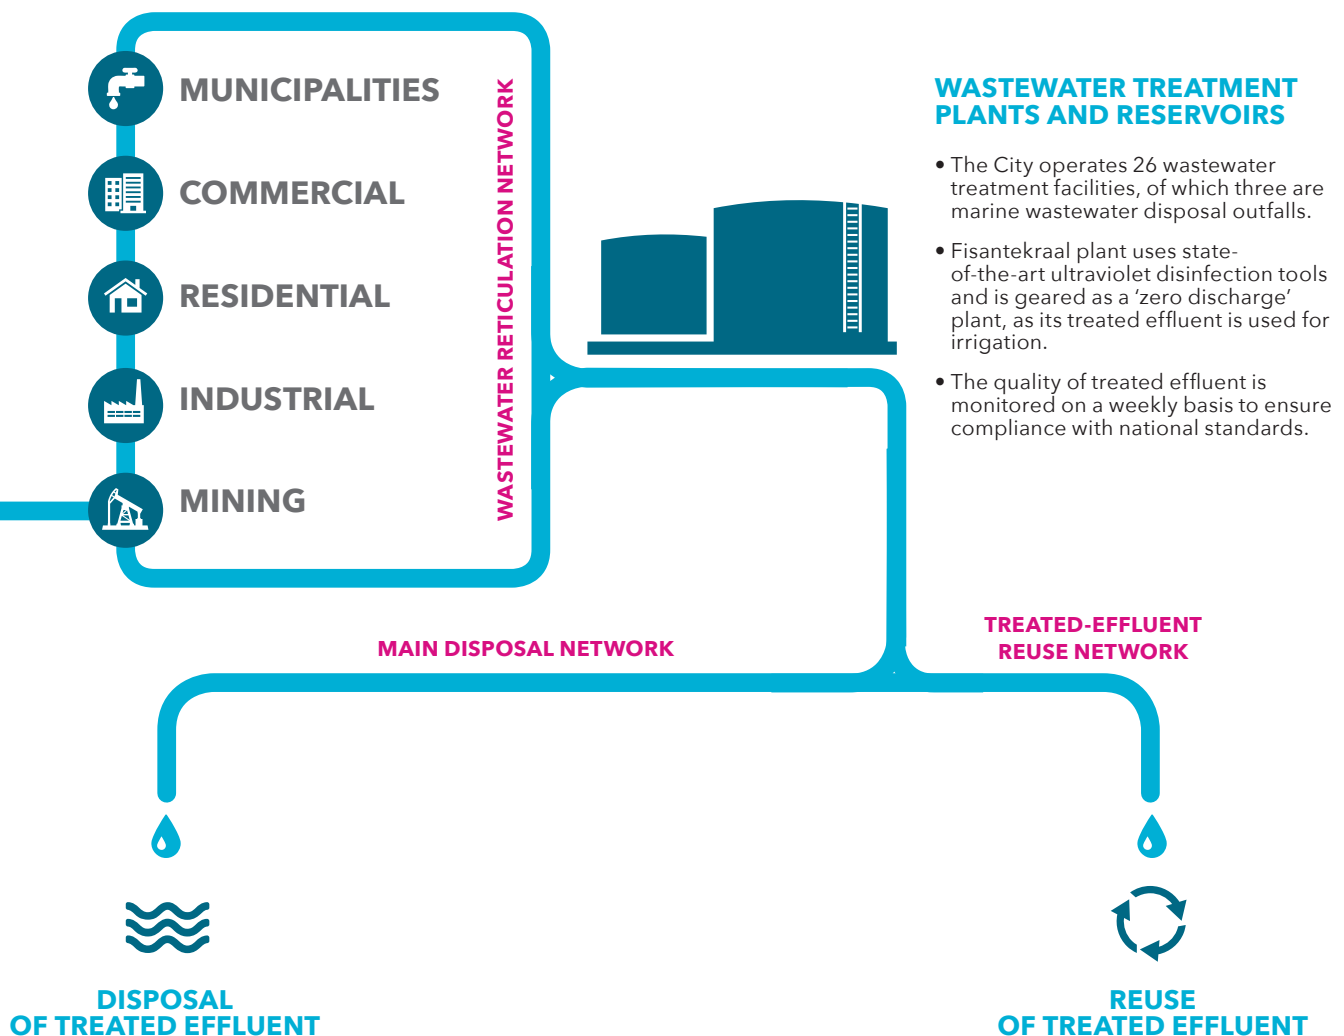 MUNICIPALITIES
COMMERCIAL
RESIDENTIAL
INDUSTRIAL
MINING
WASTEWATER RETICULATION NETWORK
WASTEWATER TREATMENT
PLANTS AND RESERVOIRS
• The City operates 26 wastewater
treatment facilities, of which three are
marine wastewater disposal outfalls.
• Fisantekraal plant uses state-
of-the-art ultraviolet disinfection tools
and is geared as a ‘zero discharge’
plant, as its treated effluent is used for
irrigation.
• The quality of treated effluent is
monitored on a weekly basis to ensure
compliance with national standards.
MAIN DISPOSAL NETWORK
TREATED-EFFLUENT
REUSE NETWORK
DISPOSAL
OF TREATED EFFLUENT
REUSE
OF TREATED EFFLUENT